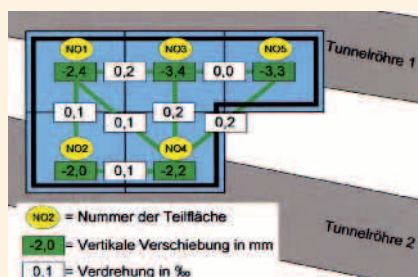 NO1 NO3 NO5
Tunnelröhre 1
-2,4 0,2 -3,4 0,0 -3,3
0,1 0,1 0,2 0,2
NO2 NO4
-2,0 0,1 -2,2
Tunnelröhre 2
NO2 = Nummer der Teilfläche
-2,0 = Vertikale Verschiebung in mm
0,1 = Verdrehung in ‰